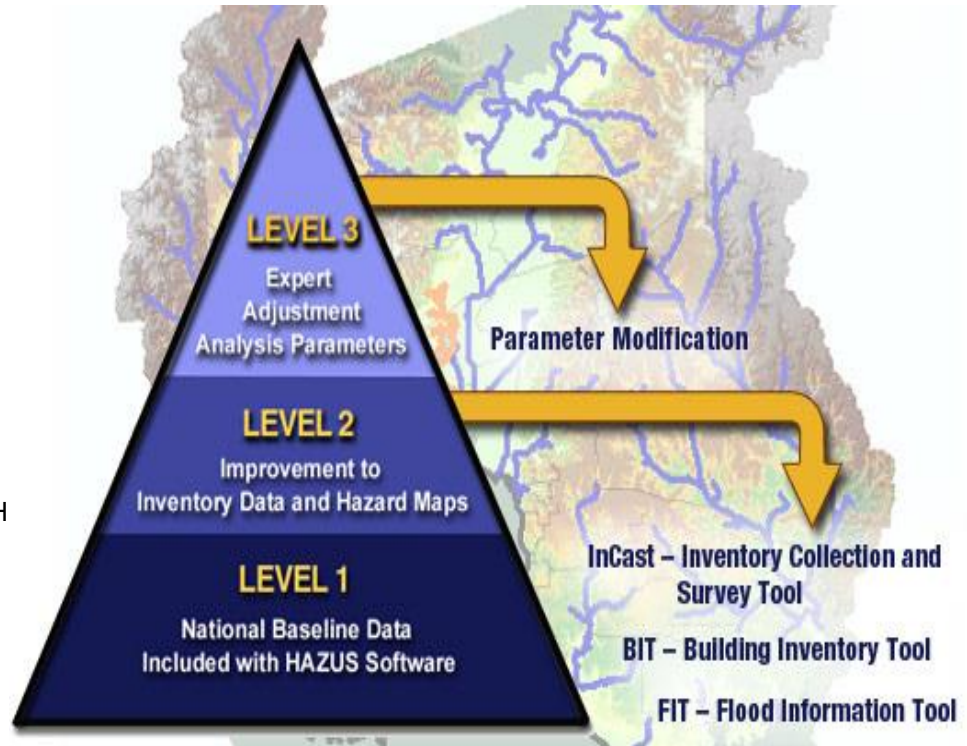 LEVEL 3
Expert
Adjustment
Analysis Parameters
Parameter Modification
LEVEL 2
Improvement to
Inventory Data and Hazard Maps
H
InCast – Inventory Collection and
Survey Tool
BIT – Building Inventory Tool
FIT – Flood Information Tool
LEVEL 1
National Baseline Data
Included with HAZUS Software